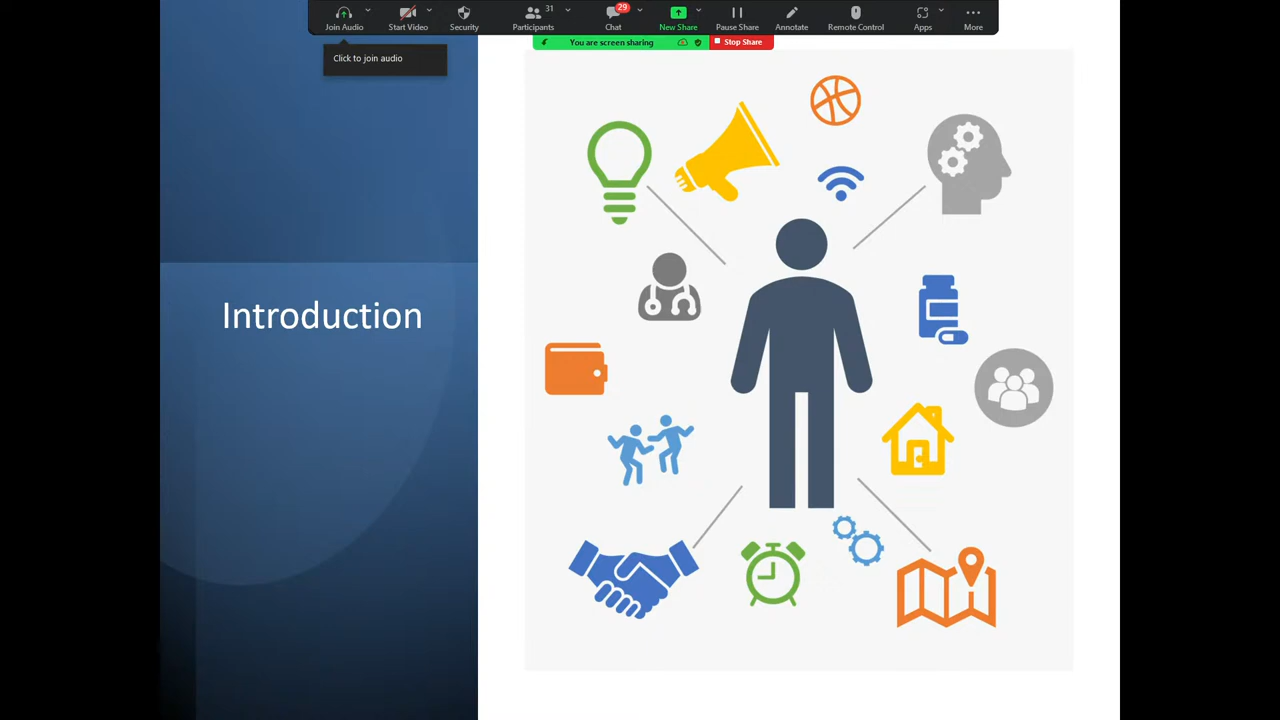 31
29
Join Audio
Start Video
Security
Participants
Chat
New Share
Pause Share
Annotate
Remote Control
Apps
More
You are screen sharing
Stop Share
Click to join audio
Introduction